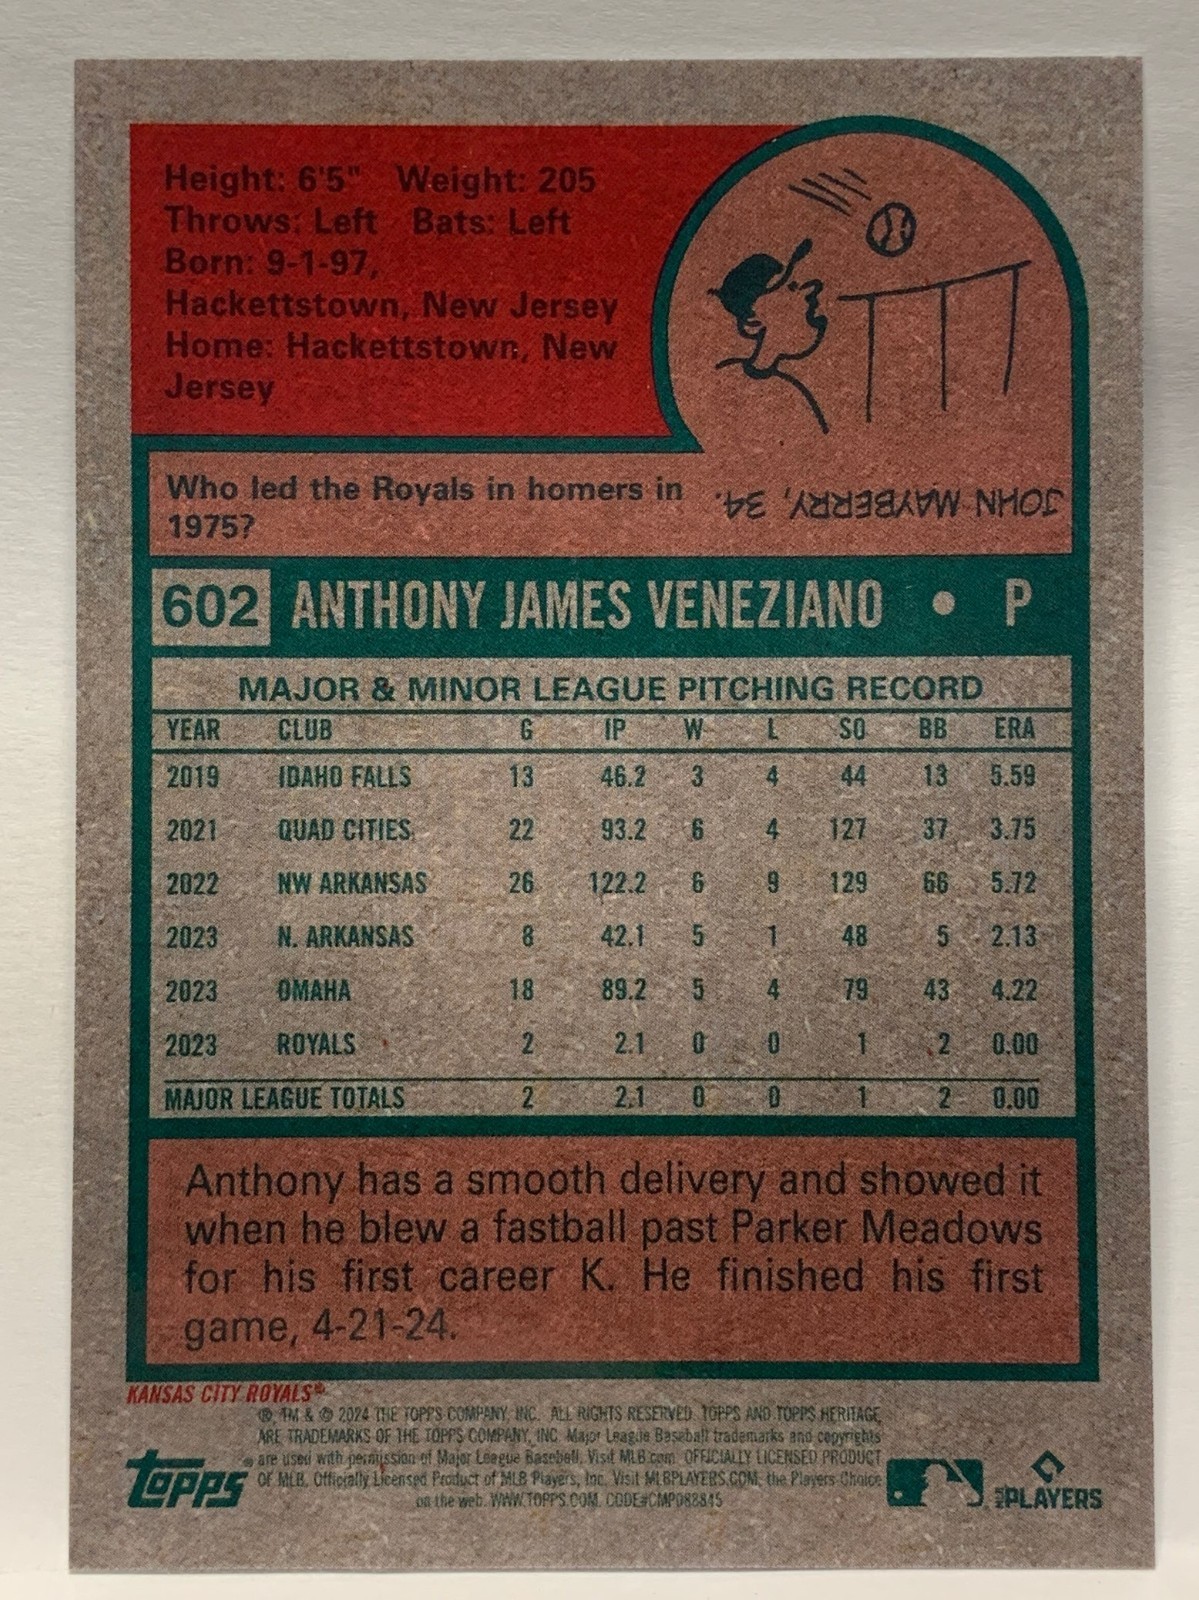 Height: 6'5" Weight: 205
Throws: Left Bats: Left
Born: 9-1-97,
Hackettstown, New Jersey
Home: Hackettstown, New
Jersey
Who led the Royals in homers in
1975?
JOHN MAYBERRY, 34.
602 ANTHONY JAMES VENEZIANO • P
MAJOR & MINOR LEAGUE PITCHING RECORD
YEAR CLUB G IP W L SO BB ERA
2019 IDAHO FALLS 13 46.2 3 4 44 13 5.59
2021 QUAD CITIES 22 93.2 6 4 127 37 3.75
2022 NW ARKANSAS 26 122.2 6 9 129 66 5.72
2023 N. ARKANSAS 8 42.1 5 1 48 5 2.13
2023 OMAHA 18 89.2 5 4 79 43 4.22
2023 ROYALS 2 2.1 0 0 1 2 0.00
MAJOR LEAGUE TOTALS 2 2.1 0 0 1 2 0.00
Anthony has a smooth delivery and showed it
when he blew a fastball past Parker Meadows
for his first career K. He finished his first
game, 4-21-24.
KANSAS CITY ROYALS®
®, TM & © 2024 THE TOPPS COMPANY, INC. ALL RIGHTS RESERVED. TOPPS AND TOPPS HERITAGE
ARE TRADEMARKS OF THE TOPPS COMPANY, INC. Major League Baseball trademarks and copyrights
are used with permission of Major League Baseball. Visit MLB.com. OFFICIALLY LICENSED PRODUCT
OF MLB. Officially Licensed Product of MLB Players, Inc. Visit MLBPLAYERS.COM, the Players Choice
on the web. WWW.TOPPS.COM. CODE#CMP088845
topps®
MLB PLAYERS